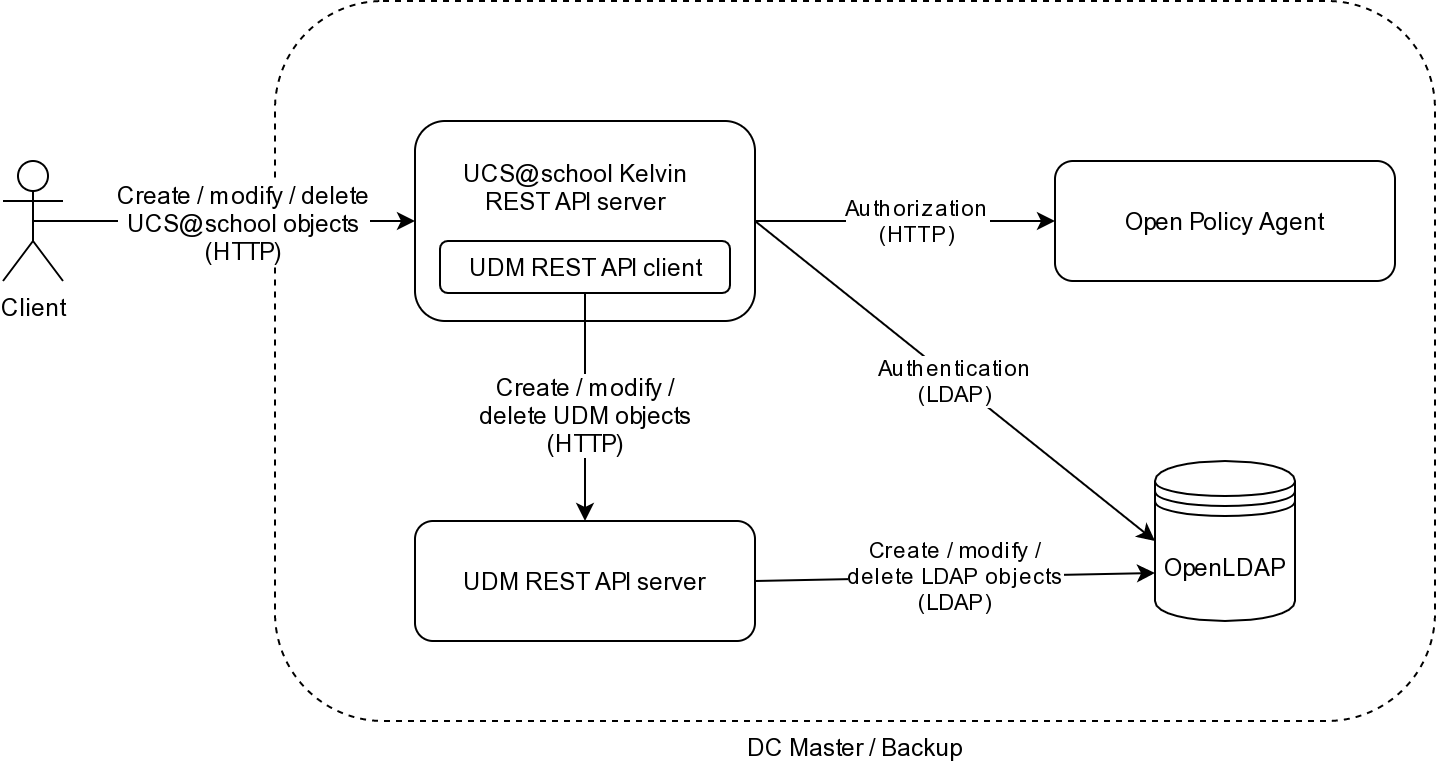 UCS@school Kelvin
REST API server
UDM REST API client
Create / modify / delete
UCS@school objects
(HTTP)
Client
Authorization
(HTTP)
Open Policy Agent
Authentication
(LDAP)
Create / modify /
delete UDM objects
(HTTP)
UDM REST API server
Create / modify /
delete LDAP objects
(LDAP)
OpenLDAP
DC Master / Backup